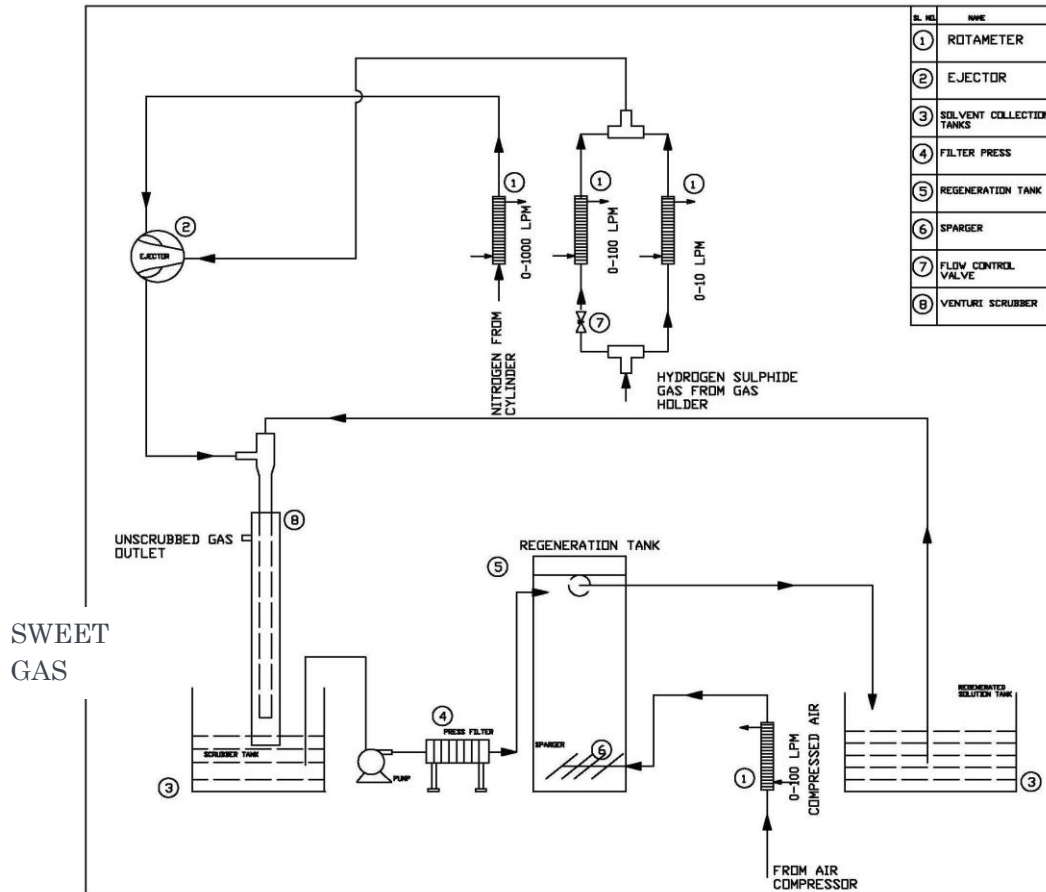 SL NO.
NAME
1
ROTAMETER
2
EJECTOR
3
SOLVENT COLLECTION
TANKS
4
FILTER PRESS
5
REGENERATION TANK
6
SPARGER
7
FLOW CONTROL
VALVE
8
VENTURI SCRUBBER
2
EJECTOR
1
0-1000 LPM
NITROGEN FROM
CYLINDER
1
0-100 LPM
7
1
0-10 LPM
HYDROGEN SULPHIDE
GAS FROM GAS
HOLDER
8
UNSCRUBBED GAS
OUTLET
SWEET
GAS
SCRUBBER TANK
3
PUMP
4
PRESS FILTER
REGENERATION TANK
5
SPARGER
6
1
0-100 LPM
COMPRESSED AIR
FROM AIR
COMPRESSOR
REGENERATED
SOLUTION TANK
3